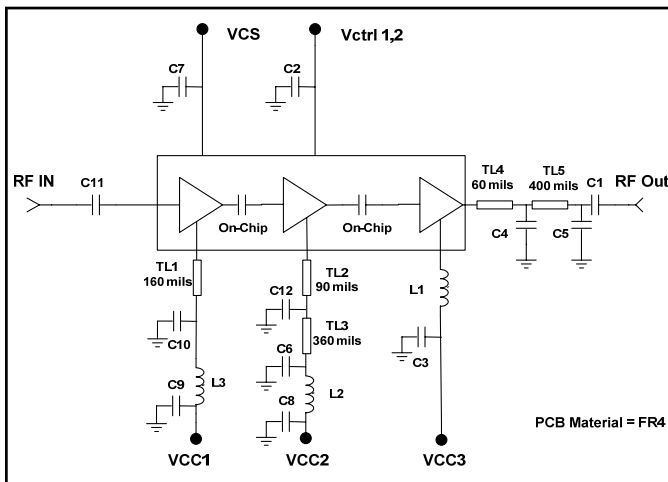 VCS
Vctrl 1,2
C7
C2
RF IN
C11
On-Chip
On-Chip
TL4
60 mils
TL5
400 mils
C1
RF Out
C4
C5
TL1
160 mils
TL2
90 mils
L1
C12
C10
TL3
360 mils
C3
C6
C9
L3
C8
L2
PCB Material = FR4
VCC1
VCC2
VCC3